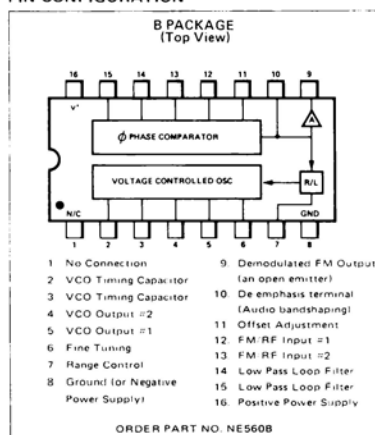 PIN CONFIGURATION
B PACKAGE
(Top View)
16 15 14 13 12 11 10 9
V+
A
ϕ PHASE COMPARATOR
VOLTAGE CONTROLLED OSC
R/L
N/C
GND
1 2 3 4 5 6 7 8
1 No Connection
2 VCO Timing Capacitor
3 VCO Timing Capacitor
4 VCO Output #2
5 VCO Output #1
6 Fine Tuning
7 Range Control
8 Ground (or Negative
Power Supply)
9. Demodulated FM Output
(an open emitter)
10. De emphasis terminal
(Audio bandshaping)
11 Offset Adjustment
12. FM/RF Input #1
13 FM RF Input #2
14 Low Pass Loop Filter
15 Low Pass Loop Filter
16. Positive Power Supply
ORDER PART NO. NE560B